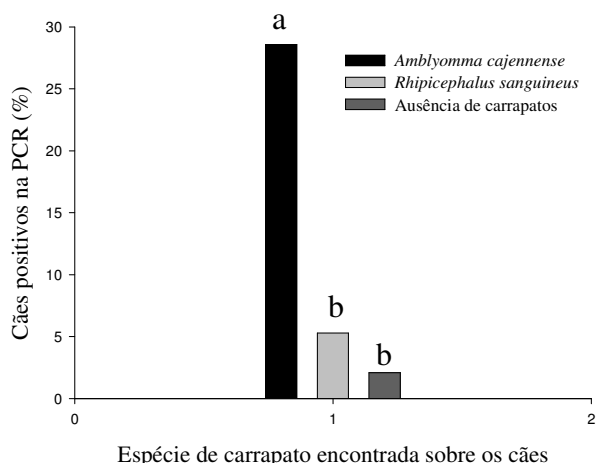 30
25
20
15
10
5
0
Cães positivos na PCR (%)
a
b
b
Amblyomma cajennense
Rhipicephalus sanguineus
Ausência de carrapatos
0
1
2
Espécie de carrapato encontrada sobre os cães